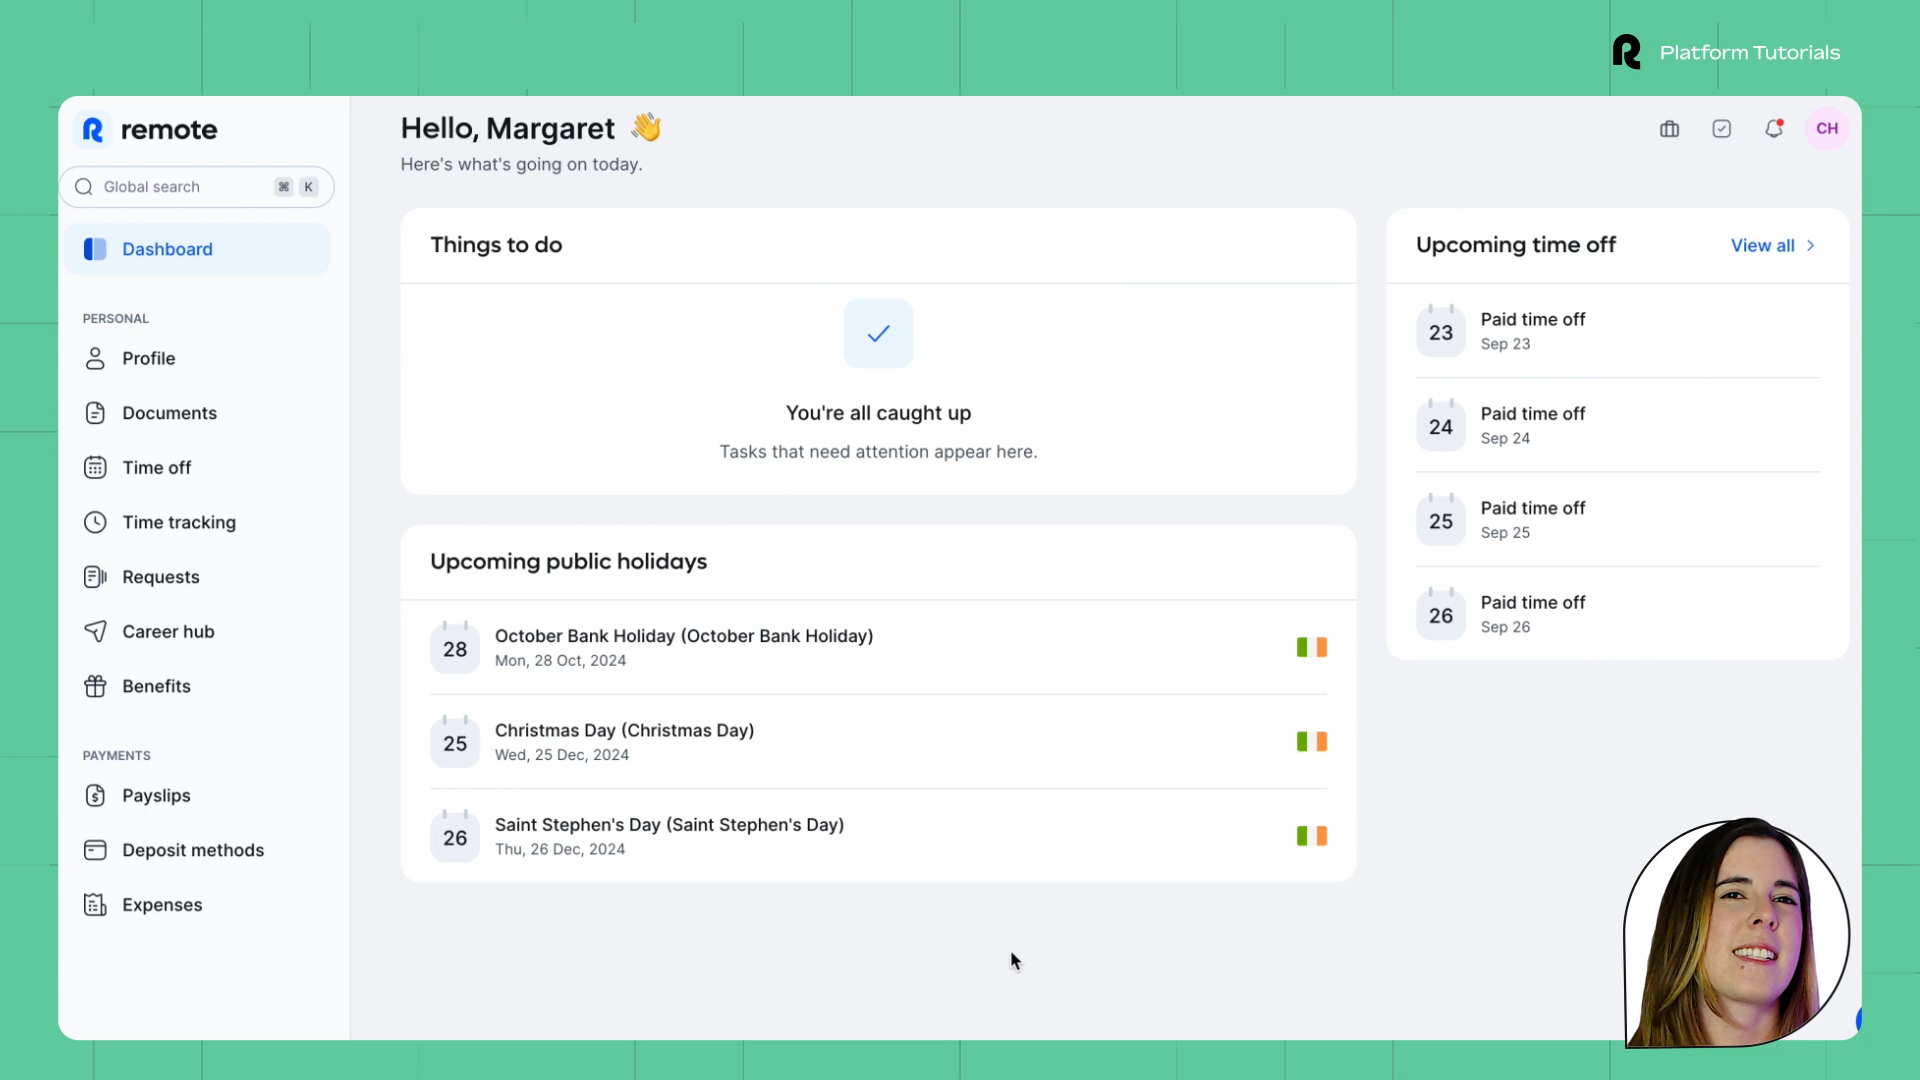 Platform Tutorials
remote
Global search ⌘ K
Dashboard
PERSONAL
Profile
Documents
Time off
Time tracking
Requests
Career hub
Benefits
PAYMENTS
Payslips
Deposit methods
Expenses
Hello, Margaret 👋
Here's what's going on today.
CH
Things to do
You're all caught up
Tasks that need attention appear here.
Upcoming public holidays
28
October Bank Holiday (October Bank Holiday)
Mon, 28 Oct, 2024
25
Christmas Day (Christmas Day)
Wed, 25 Dec, 2024
26
Saint Stephen's Day (Saint Stephen's Day)
Thu, 26 Dec, 2024
Upcoming time off
View all
23
Paid time off
Sep 23
24
Paid time off
Sep 24
25
Paid time off
Sep 25
26
Paid time off
Sep 26